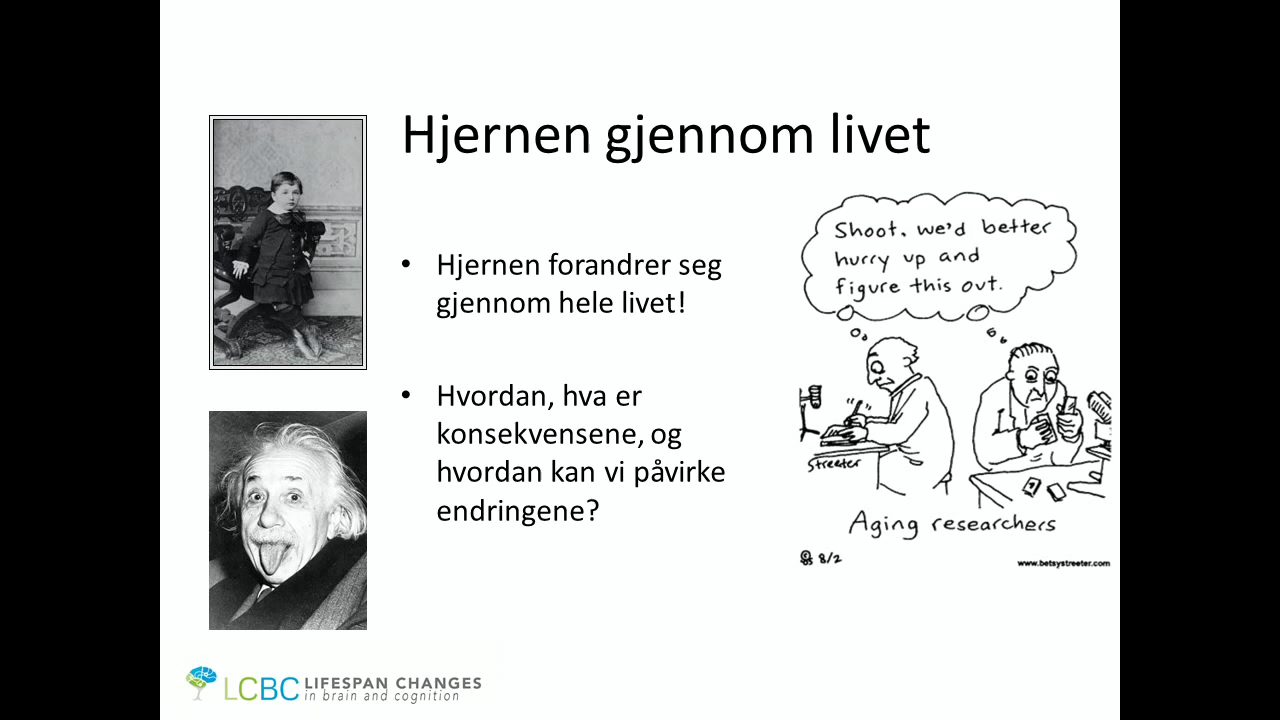 Hjernen gjennom livet
• Hjernen forandrer seg
gjennom hele livet!
• Hvordan, hva er
konsekvensene, og
hvordan kan vi påvirke
endringene?
Shoot, we'd better
hurry up and
figure this out.
Streeter
Aging researchers
8/2
www.betsystreeter.com
LCBC LIFESPAN CHANGES
in brain and cognition